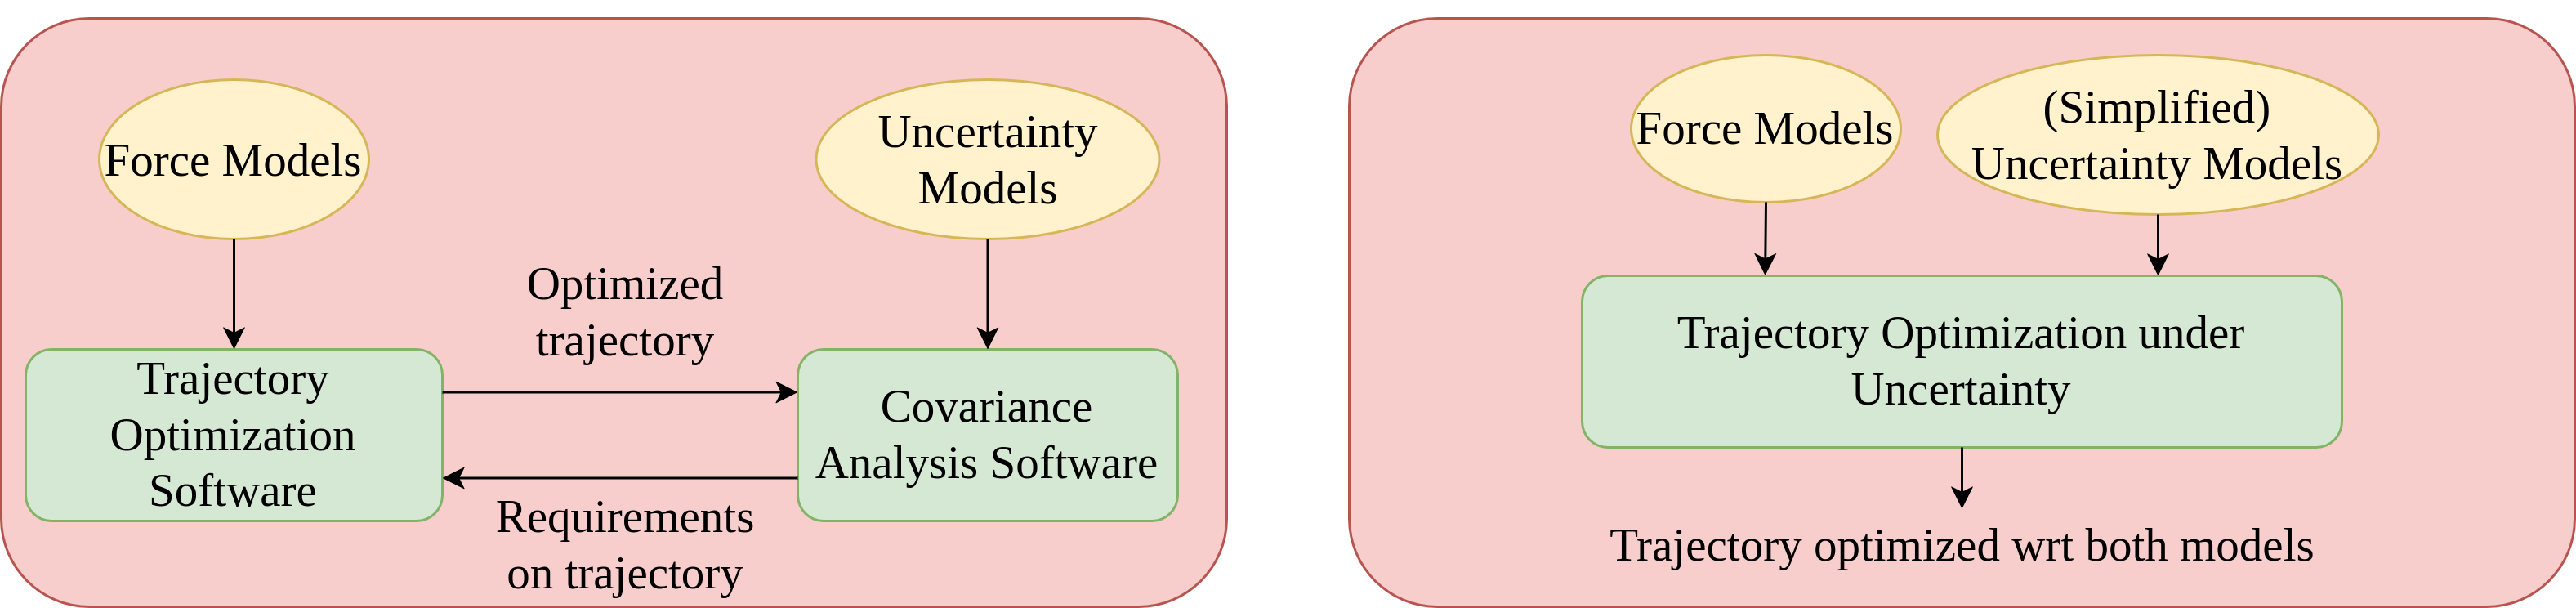 Force Models
Uncertainty
Models
Optimized
trajectory
Trajectory
Optimization
Software
Covariance
Analysis Software
Requirements
on trajectory
Force Models
(Simplified)
Uncertainty Models
Trajectory Optimization under
Uncertainty
Trajectory optimized wrt both models